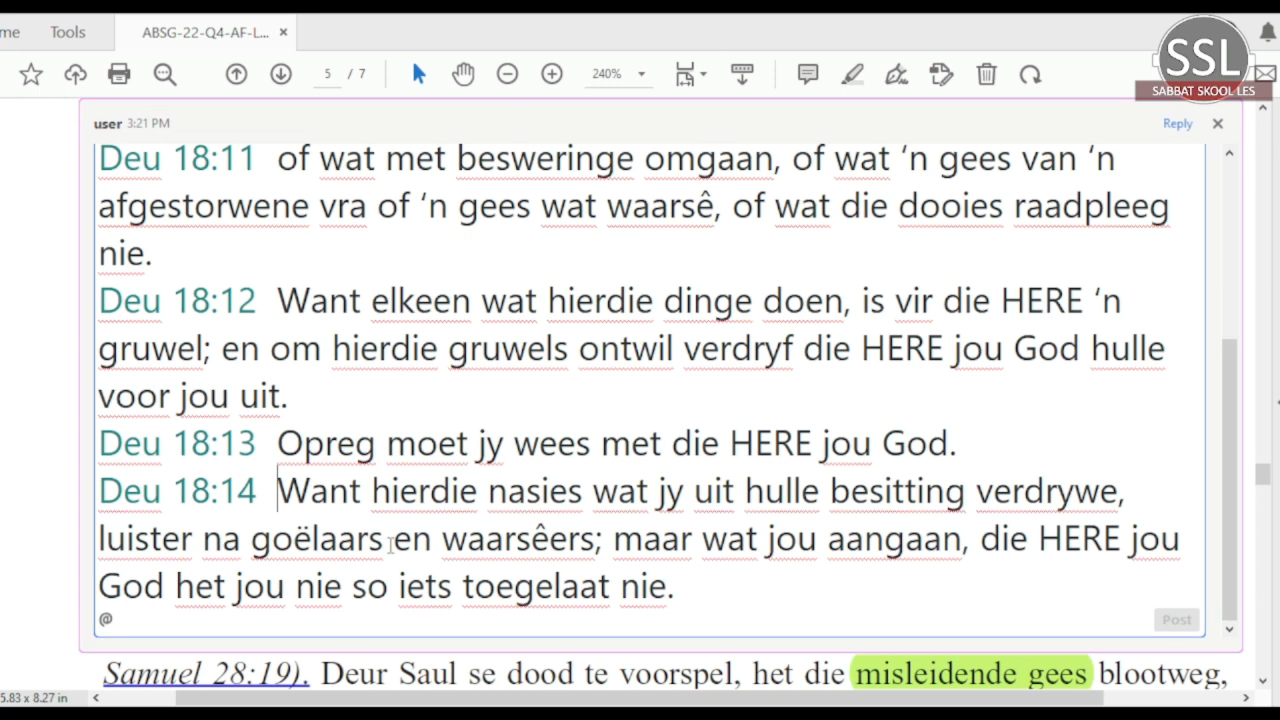 me Tools ABSG-22-Q4-AF-L... ×
SSL
SABBAT SKOOL LES
5 / 7 240%
user 3:21 PM Reply ×
Deu 18:11 of wat met besweringe omgaan, of wat ‘n gees van ‘n
afgestorwene vra of ‘n gees wat waarsê, of wat die dooies raadpleeg
nie.
Deu 18:12 Want elkeen wat hierdie dinge doen, is vir die HERE ‘n
gruwel; en om hierdie gruwels ontwil verdryf die HERE jou God hulle
voor jou uit.
Deu 18:13 Opreg moet jy wees met die HERE jou God.
Deu 18:14 Want hierdie nasies wat jy uit hulle besitting verdrywe,
luister na goëlaars en waarsêers; maar wat jou aangaan, die HERE jou
God het jou nie so iets toegelaat nie.
@ Post
Samuel 28:19). Deur Saul se dood te voorspel, het die misleidende gees blootweg,
5.83 x 8.27 in